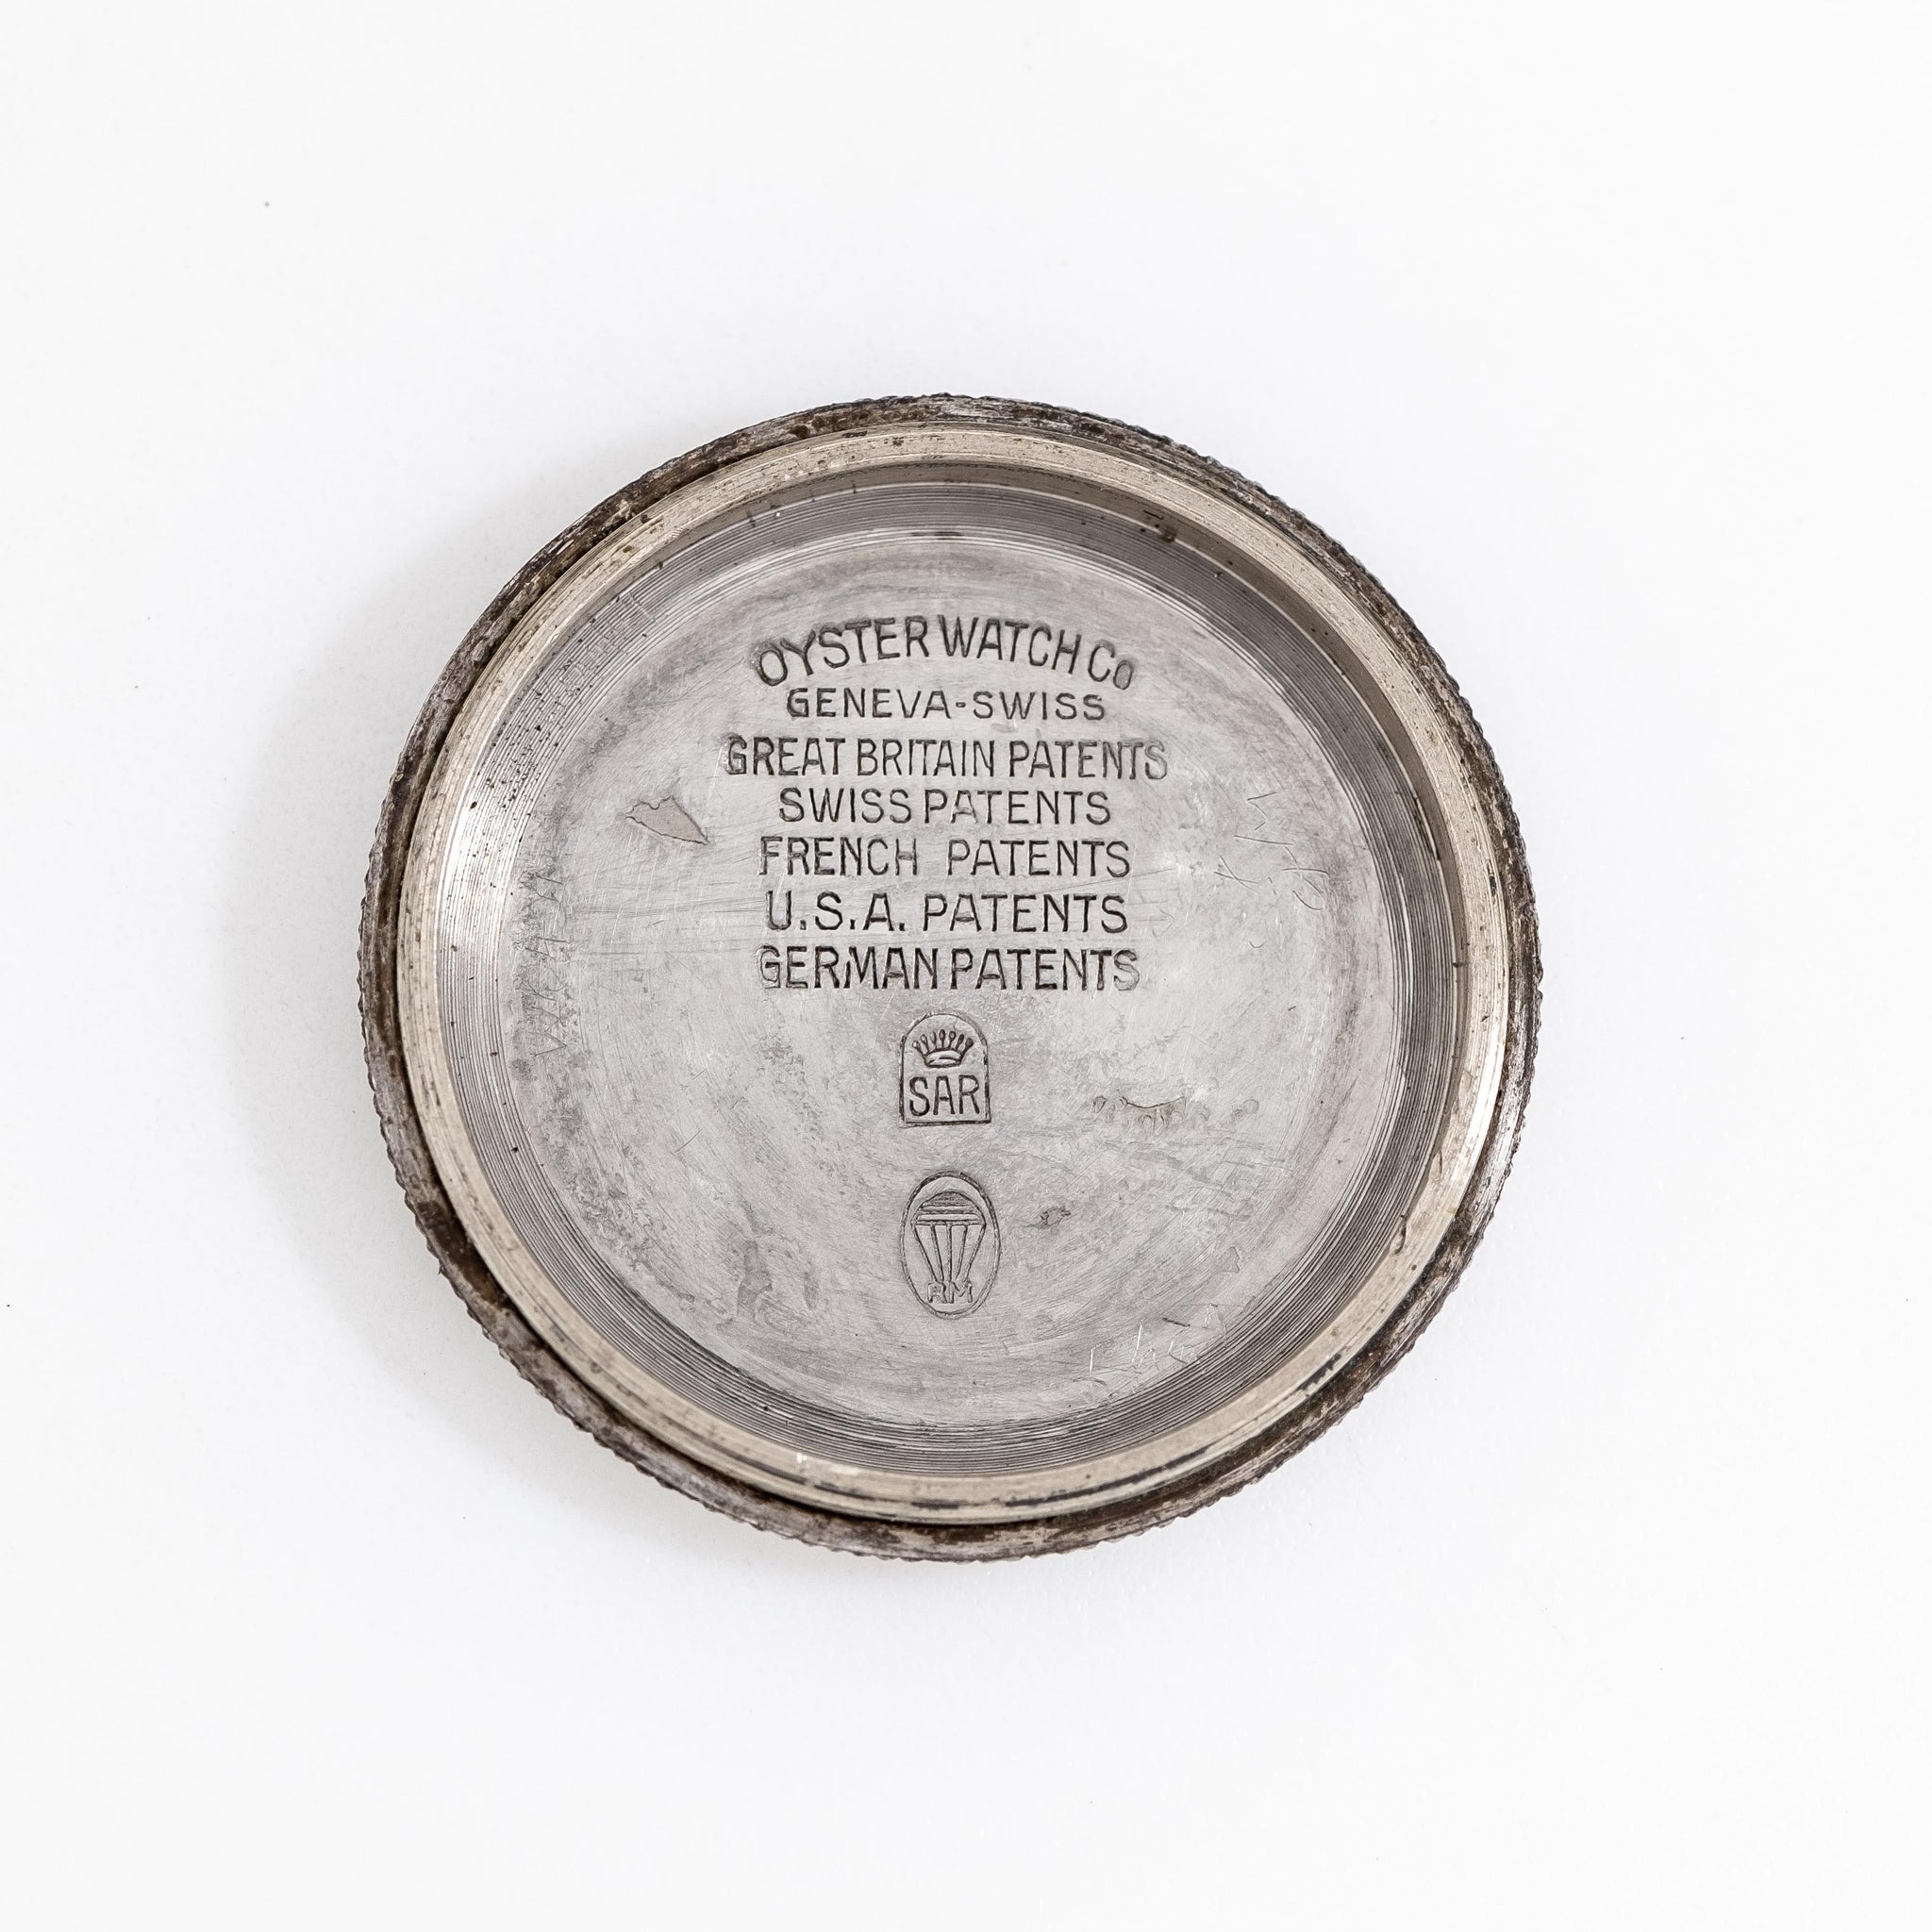 OYSTER WATCH Co
GENEVA-SWISS
GREAT BRITAIN PATENTS
SWISS PATENTS
FRENCH PATENTS
U.S.A. PATENTS
GERMAN PATENTS
SAR
RM